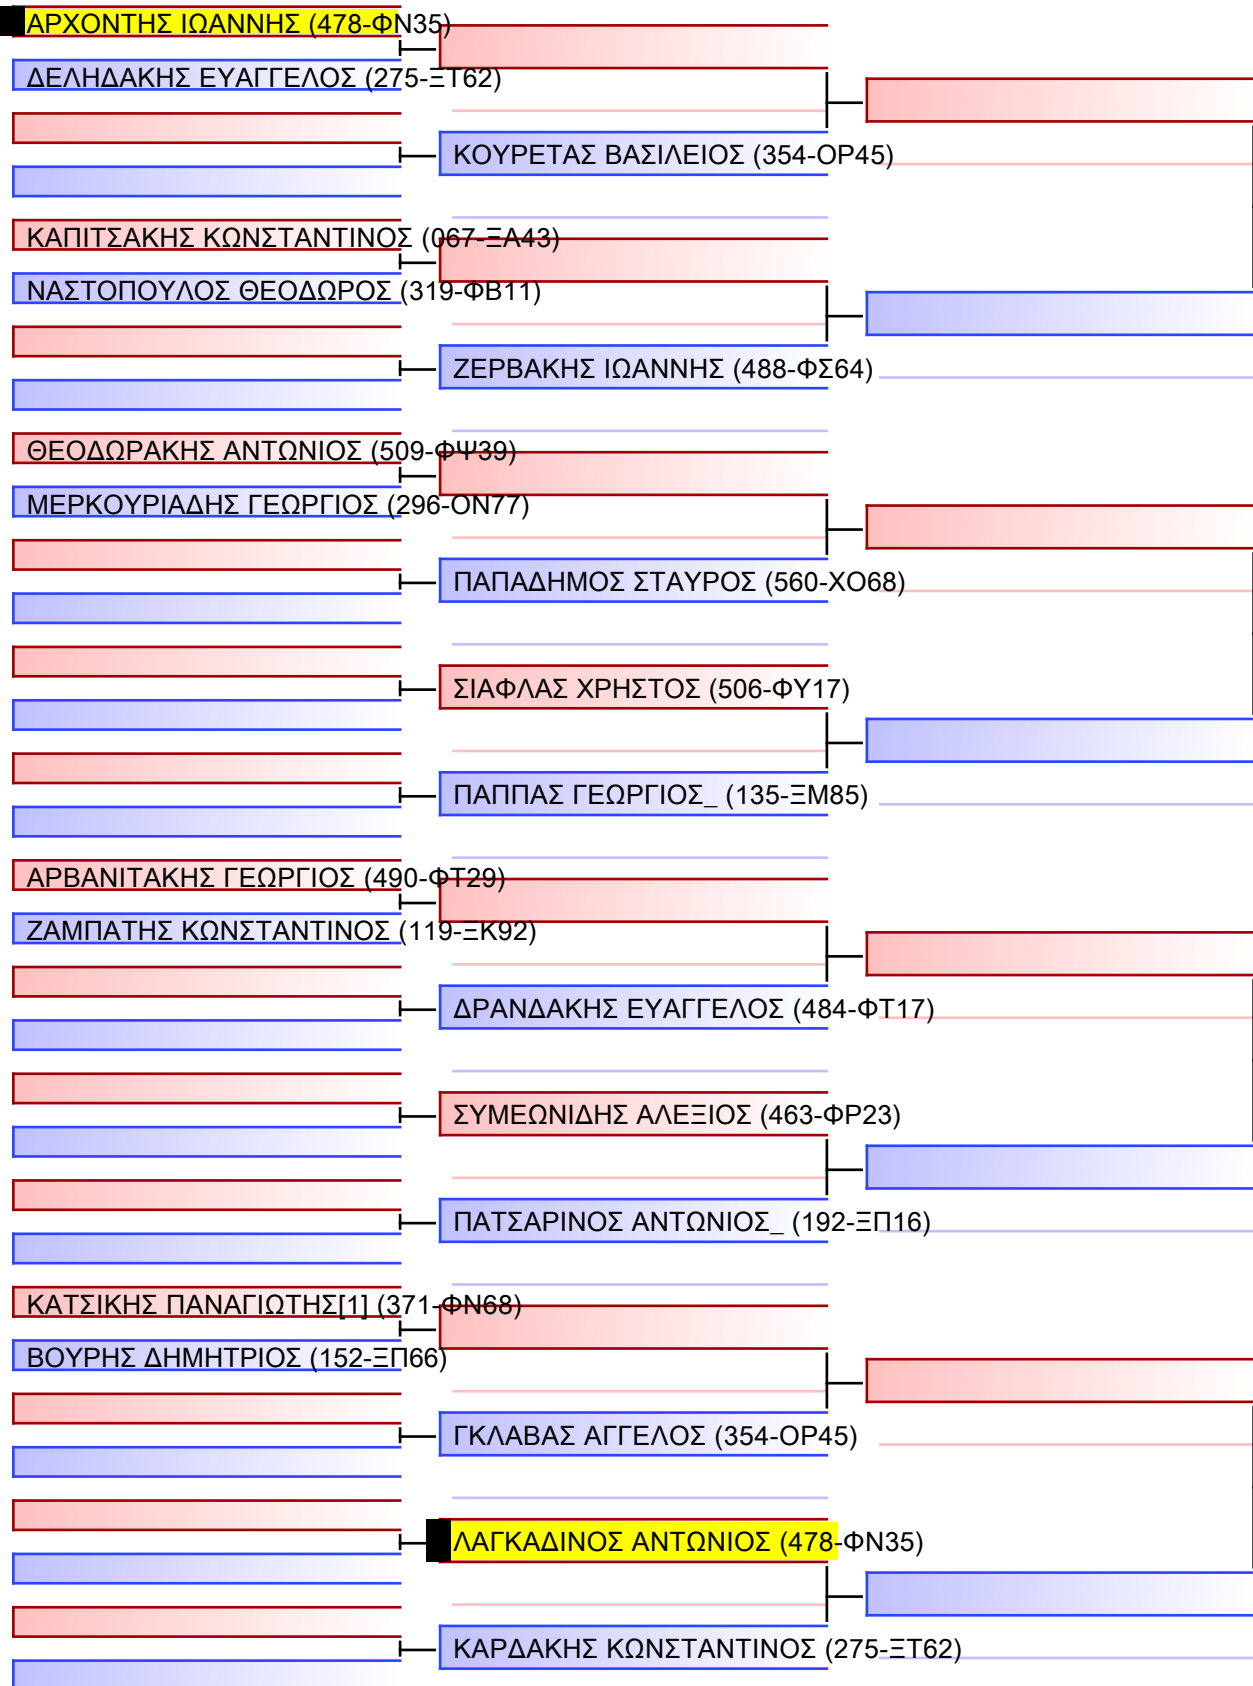 ΑΡΧΟΝΤΗΣ ΙΩΑΝΝΗΣ (478-ΦΝ35)
ΔΕΛΗΔΑΚΗΣ ΕΥΑΓΓΕΛΟΣ (275-ΞΤ62)
ΚΟΥΡΕΤΑΣ ΒΑΣΙΛΕΙΟΣ (354-ΟΡ45)
ΚΑΠΙΤΣΑΚΗΣ ΚΩΝΣΤΑΝΤΙΝΟΣ (067-ΞΑ43)
ΝΑΣΤΟΠΟΥΛΟΣ ΘΕΟΔΩΡΟΣ (319-ΦΒ11)
ΖΕΡΒΑΚΗΣ ΙΩΑΝΝΗΣ (488-ΦΣ64)
ΘΕΟΔΩΡΑΚΗΣ ΑΝΤΩΝΙΟΣ (509-ΦΨ39)
ΜΕΡΚΟΥΡΙΑΔΗΣ ΓΕΩΡΓΙΟΣ (296-ΟΝ77)
ΠΑΠΑΔΗΜΟΣ ΣΤΑΥΡΟΣ (560-ΧΟ68)
ΣΙΑΦΛΑΣ ΧΡΗΣΤΟΣ (506-ΦΥ17)
ΠΑΠΠΑΣ ΓΕΩΡΓΙΟΣ_ (135-ΞΜ85)
ΑΡΒΑΝΙΤΑΚΗΣ ΓΕΩΡΓΙΟΣ (490-ΦΤ29)
ΖΑΜΠΑΤΗΣ ΚΩΝΣΤΑΝΤΙΝΟΣ (119-ΞΚ92)
ΔΡΑΝΔΑΚΗΣ ΕΥΑΓΓΕΛΟΣ (484-ΦΤ17)
ΣΥΜΕΩΝΙΔΗΣ ΑΛΕΞΙΟΣ (463-ΦΡ23)
ΠΑΤΣΑΡΙΝΟΣ ΑΝΤΩΝΙΟΣ_ (192-ΞΠ16)
ΚΑΤΣΙΚΗΣ ΠΑΝΑΓΙΩΤΗΣ[1] (371-ΦΝ68)
ΒΟΥΡΗΣ ΔΗΜΗΤΡΙΟΣ (152-ΞΠ66)
ΓΚΛΑΒΑΣ ΑΓΓΕΛΟΣ (354-ΟΡ45)
ΛΑΓΚΑΔΙΝΟΣ ΑΝΤΩΝΙΟΣ (478-ΦΝ35)
ΚΑΡΔΑΚΗΣ ΚΩΝΣΤΑΝΤΙΝΟΣ (275-ΞΤ62)